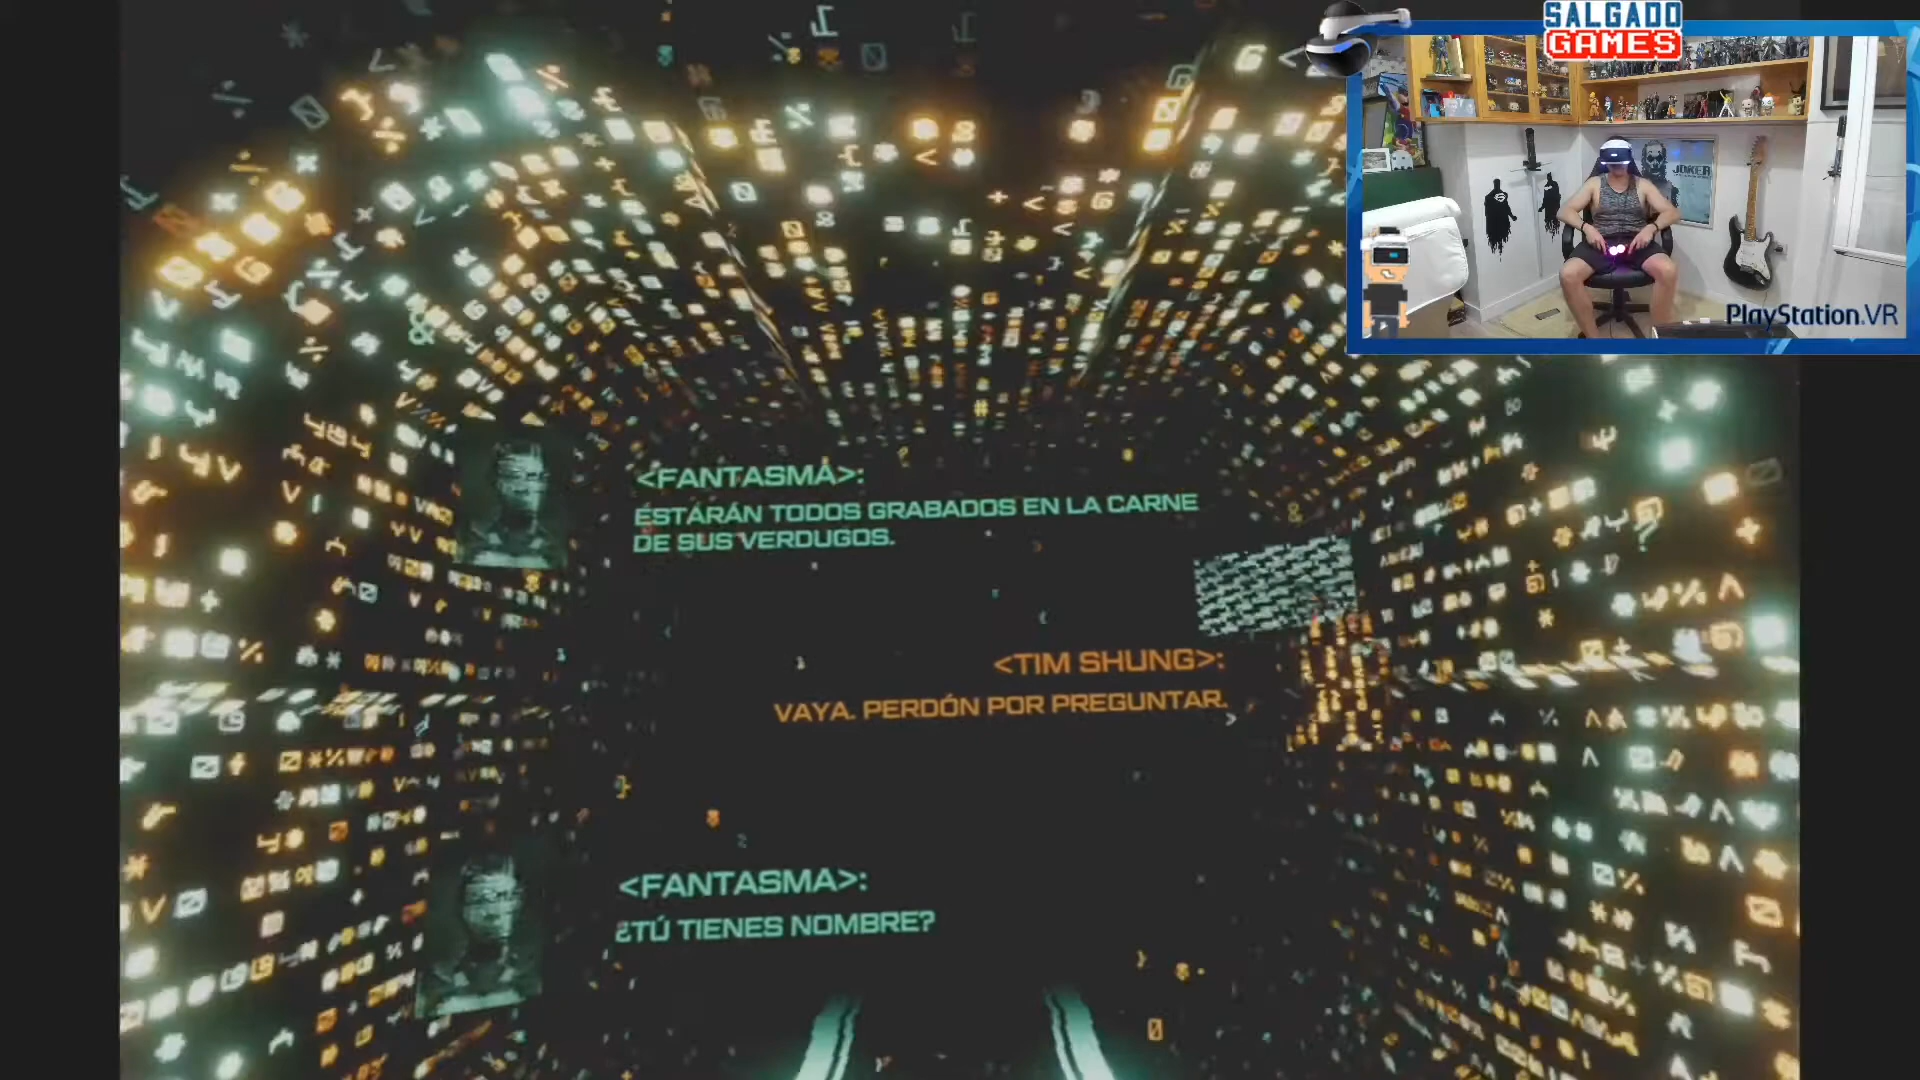 SALGADO
GAMES
JOKER
PlayStation.VR
<FANTASMA>:
ESTARÁN TODOS GRABADOS EN LA CARNE
DE SUS VERDUGOS.
<TIM SHUNG>:
VAYA. PERDÓN POR PREGUNTAR.
<FANTASMA>:
¿TÚ TIENES NOMBRE?